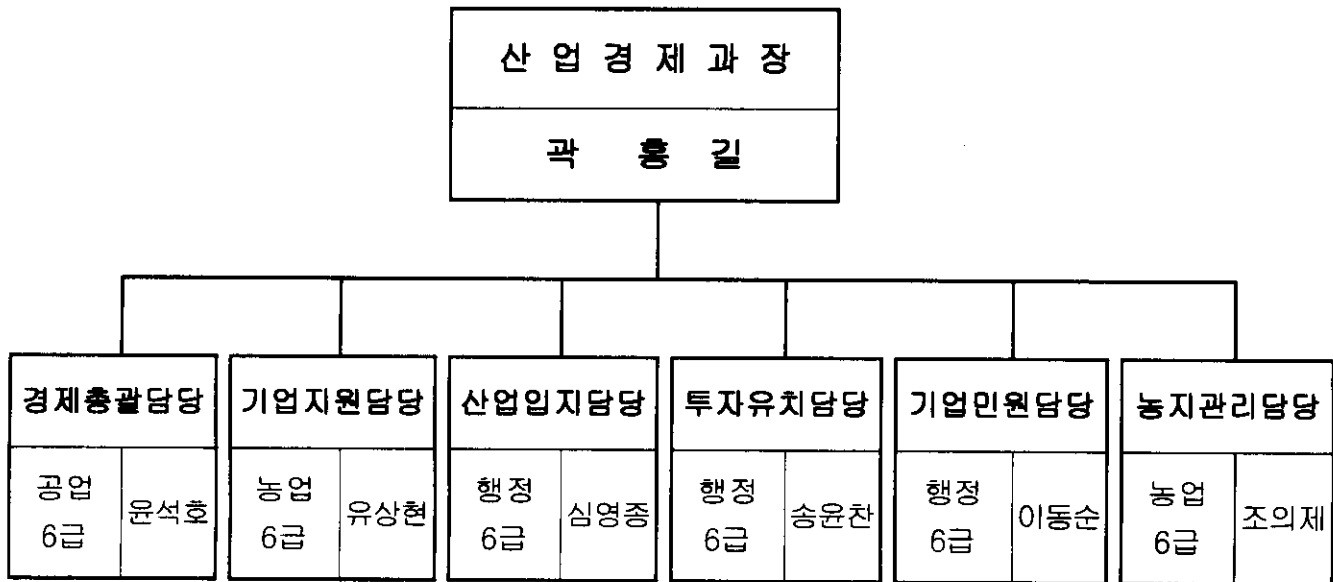 산 업 경 제 과 장
곽 홍 길
경제총괄담당
공업
6급
윤석호
기업지원담당
농업
6급
유상현
산업입지담당
행정
6급
심영종
투자유치담당
행정
6급
송윤찬
기업민원담당
행정
6급
이동순
농지관리담당
농업
6급
조의제